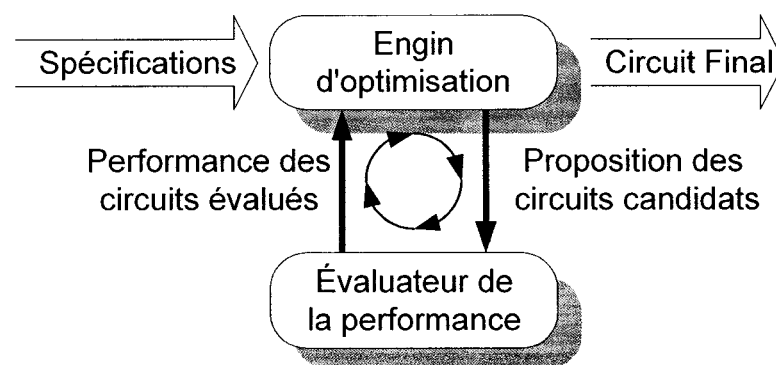 Spécifications
Engin
d'optimisation
Circuit Final
Performance des
circuits évalués
Proposition des
circuits candidats
Évaluateur de
la performance